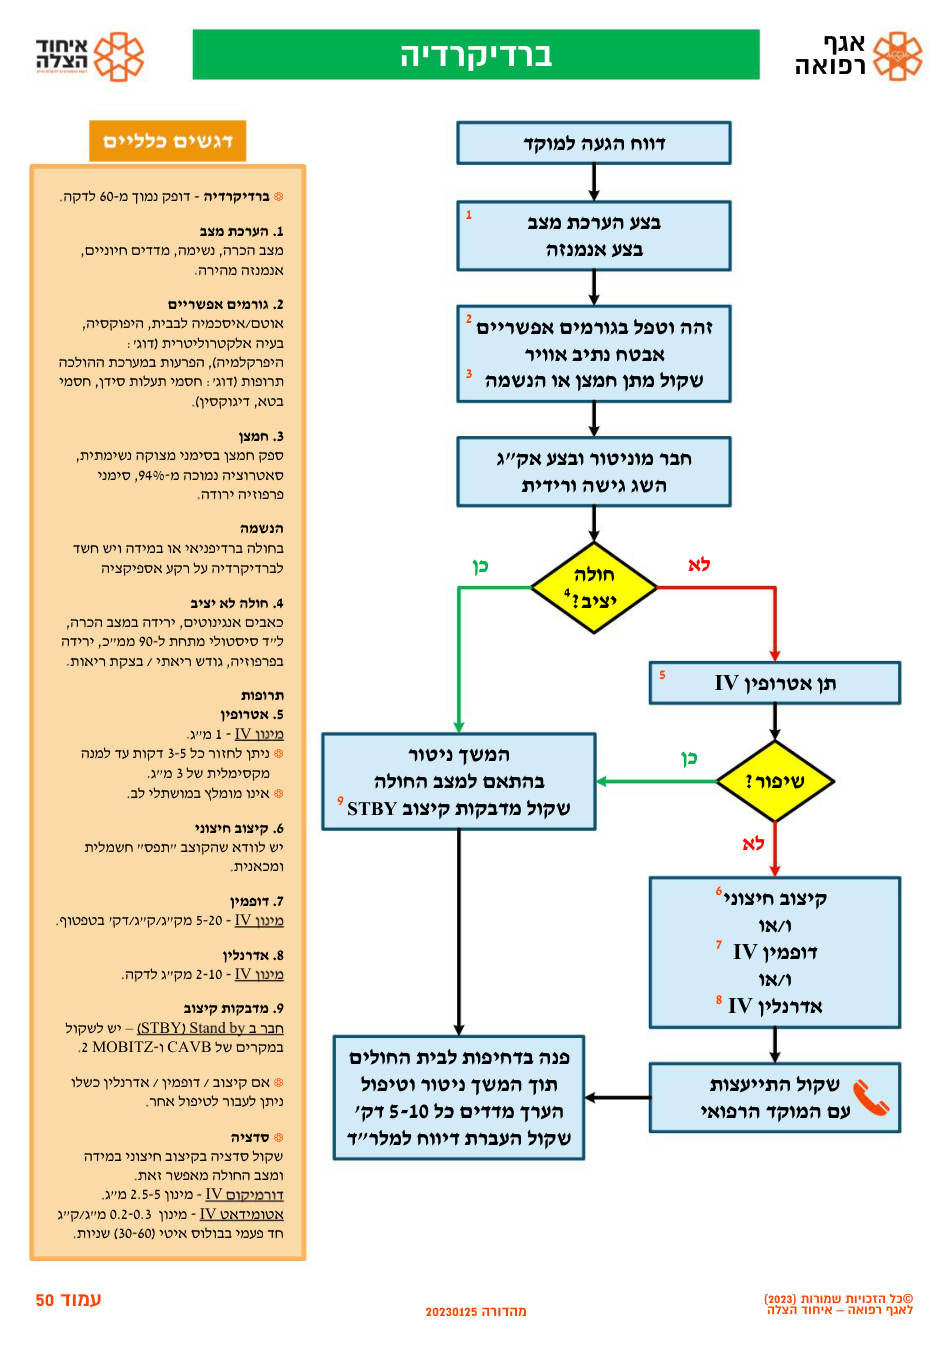 אגף
רפואה
ברדיקרדיה
איחוד
הצלה
דווח הגעה למוקד
1
בצע הערכת מצב
בצע אנמנזה
זהה וטפל בגורמים אפשריים 2
אבטח נתיב אוויר
שקול מתן חמצן או הנשמה 3
חבר מוניטור ובצע אק״ג
השג גישה ורידית
חולה
יציב? 4
כן
לא
תן אטרופין IV 5
שיפור?
כן
לא
המשך ניטור
בהתאם למצב החולה
שקול מדבקות קיצוב STBY 9
קיצוב חיצוני 6
ו/או
דופמין IV 7
ו/או
אדרנלין IV 8
שקול התייעצות
עם המוקד הרפואי
פנה בדחיפות לבית החולים
תוך המשך ניטור וטיפול
הערך מדדים כל 5-10 דק׳
שקול העברת דיווח למלר״ד
דגשים כלליים
ברדיקרדיה - דופק נמוך מ-60 לדקה.
1. הערכת מצב
מצב הכרה, נשימה, מדדים חיוניים,
אנמנזה מהירה.
2. גורמים אפשריים
אוטם/איסכמיה לבבית, היפוקסיה,
בעיה אלקטרוליטרית (דוג׳:
היפרקלמיה), הפרעות במערכת ההולכה
תרופות (דוג׳: חסמי תעלות סידן, חסמי
בטא, דיגוקסין).
3. חמצן
ספק חמצן בסימני מצוקה נשימתית,
סאטרוציה נמוכה מ-94%, סימני
פרפוזיה ירודה.
הנשמה
בחולה ברדיפניאי או במידה ויש חשד
לברדיקרדיה על רקע אספיקציה
4. חולה לא יציב
כאבים אנגינוטים, ירידה במצב הכרה,
ל״ד סיסטולי מתחת ל-90 ממ״כ, ירידה
בפרפוזיה, גודש ריאתי / בצקת ריאות.
תרופות
5. אטרופין
מינון IV - 1 מ״ג.
ניתן לחזור כל 3-5 דקות עד למנה
מקסימלית של 3 מ״ג.
אינו מומלץ במושתלי לב.
6. קיצוב חיצוני
יש לוודא שהקוצב ״תפס״ חשמלית
ומכאנית.
7. דופמין
מינון IV - 5-20 מק״ג/ק״ג/דק׳ בטפטוף.
8. אדרנלין
מינון IV - 2-10 מק״ג לדקה.
9. מדבקות קיצוב
חבר ב Stand by (STBY) – יש לשקול
במקרים של CAVB ו-MOBITZ 2.
אם קיצוב / דופמין / אדרנלין כשלו
ניתן לעבור לטיפול אחר.
סדציה
שקול סדציה בקיצוב חיצוני במידה
ומצב החולה מאפשר זאת.
דורמיקום IV - מינון 2.5-5 מ״ג.
אטומידאט IV - מינון 0.2-0.3 מ״ג/ק״ג
חד פעמי בבולוס איטי (30-60) שניות.
©כל הזכויות שמורות (2023)
לאגף רפואה – איחוד הצלה
מהדורה 20230125
עמוד 50